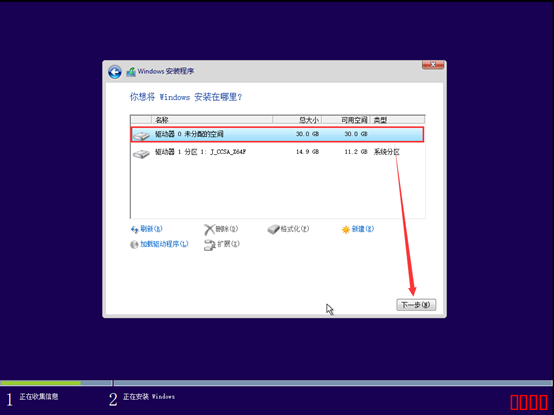 Windows 安装程序
你想将 Windows 安装在哪里?
名称 总大小 可用空间 类型
驱动器 0 未分配的空间 30.0 GB 30.0 GB
驱动器 1 分区 1: J_CCSA_X64F 14.9 GB 11.2 GB 系统分区
刷新(R) 删除(D) 格式化(F) 新建(E)
加载驱动程序(L) 扩展(X)
下一步(N)
1 正在收集信息 2 正在安装 Windows